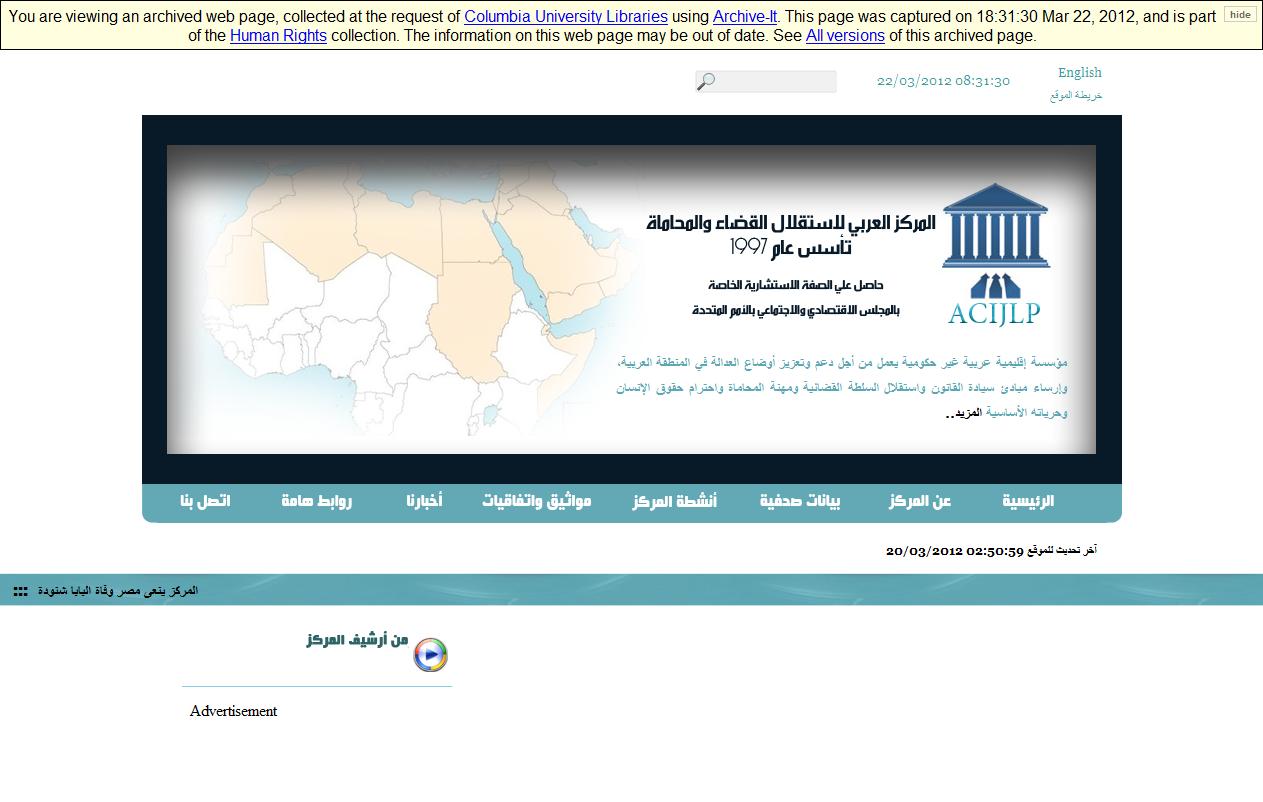 You are viewing an archived web page, collected at the request of Columbia University Libraries using Archive-It. This page was captured on 18:31:30 Mar 22, 2012, and is part
of the Human Rights collection. The information on this web page may be out of date. See All versions of this archived page.
hide
English
22/03/2012 08:31:30
خريطة الموقع
المركز العربي لاستقلال القضاء والمحاماة
تأسس عام 1997
حاصل علي الصفة الاستشارية الخاصة
بالمجلس الاقتصادي والاجتماعي بالأمم المتحدة
ACIJLP
مؤسسة إقليمية عربية غير حكومية يعمل من أجل دعم وتعزيز أوضاع العدالة في المنطقة العربية،
وإرساء مبادئ سيادة القانون واستقلال السلطة القضائية ومهنة المحاماة واحترام حقوق الإنسان
وحرياته الأساسية المزيد..
الرئيسية عن المركز بيانات صحفية أنشطة المركز مواثيق واتفاقيات أخبارنا روابط هامة اتصل بنا
آخر تحديث للموقع 20/03/2012 02:50:59
المركز ينعى مصر وفاة البابا شنودة
من أرشيف المركز
Advertisement